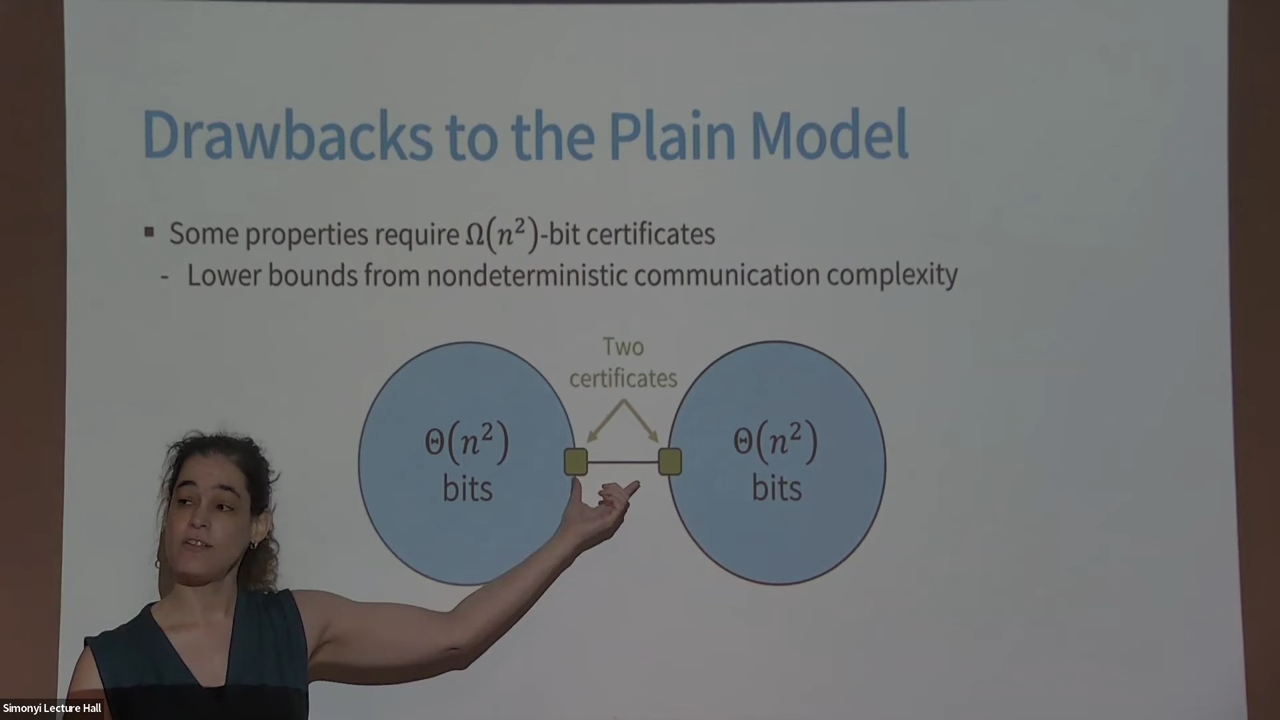 Drawbacks to the Plain Model
▪ Some properties require Ω(n²)-bit certificates
- Lower bounds from nondeterministic communication complexity
Two
certificates
Θ(n²)
bits
Θ(n²)
bits
Simonyi Lecture Hall